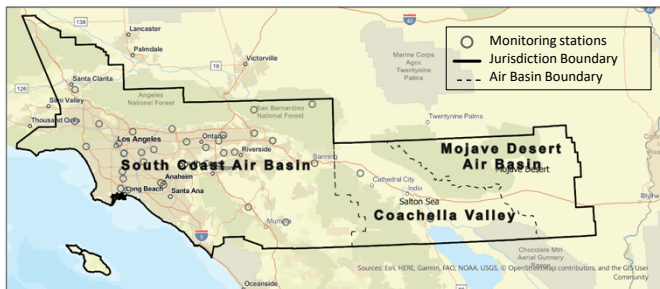 138
Lancaster
Palmdale
Victorville
Marine Corps
Agcc
Twentynine
Palms
Monitoring stations
Jurisdiction Boundary
Air Basin Boundary
40
126
Santa Clarita
Simi Valley
Angeles
National Forest
San Bernardino
National Forest
Thousand Oaks
Twentynine Palms
Los Angeles
Ontario
Riverside
South Coast Air Basin
Banning
Mojave Desert
Air Basin
Mojave Desert
Cathedral City
Indio
Salton Sea
Blythe
Anaheim
Long Beach
Santa Ana
Coachella Valley
5
Chocolate Mtn
Aerial Gunnery
Sources: Esri, HERE, Garmin, FAO, NOAA, USGS, © OpenStreetMap contributors, and the GIS User
Community
Oceanside